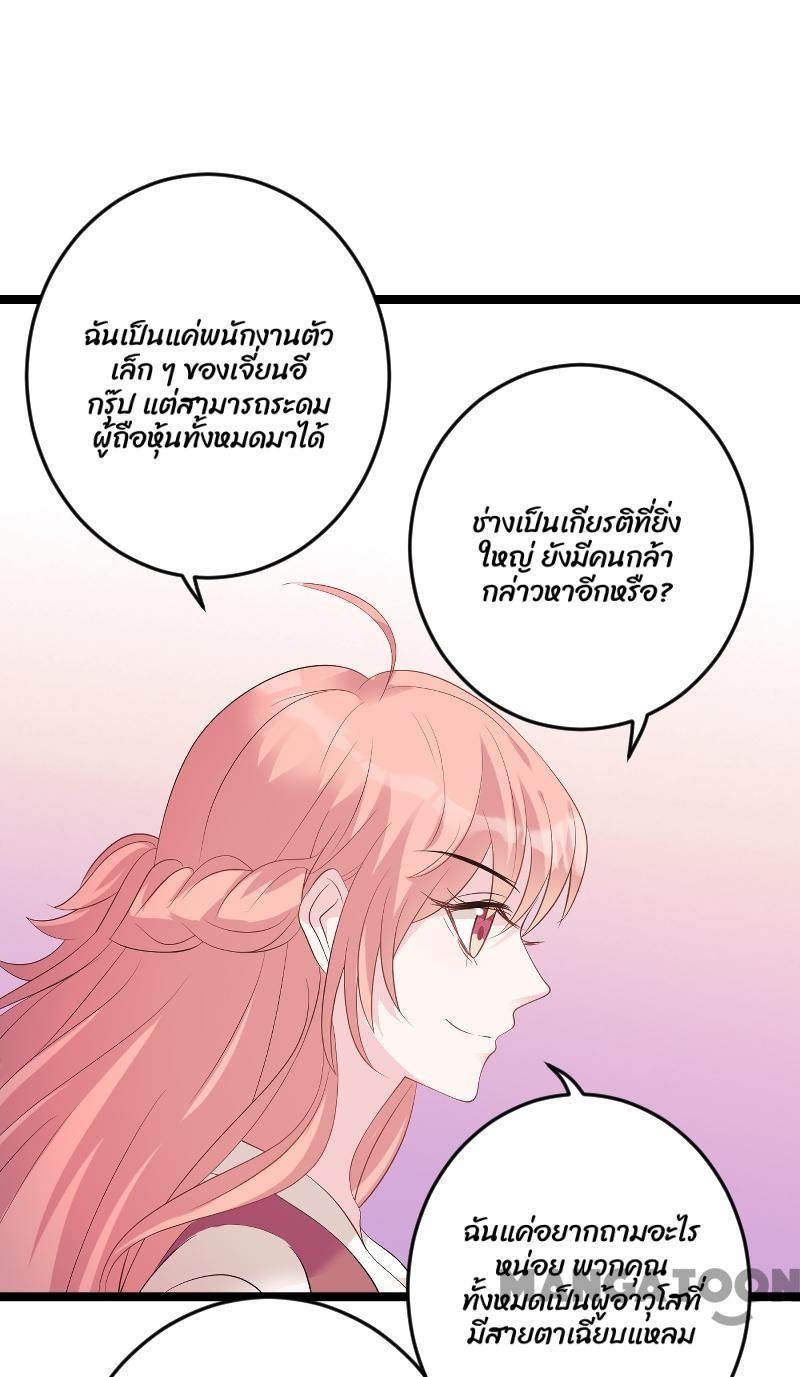 ฉันเป็นแค่พนักงานตัว
เล็ก ๆ ของเจี่ยนอี
กรุ๊ป แต่สามารถระดม
ผู้ถือหุ้นทั้งหมดมาได้
ช่างเป็นเกียรติที่ยิ่ง
ใหญ่ ยังมีคนกล้า
กล่าวหาอีกหรือ?
ฉันแค่อยากถามอะไร
หน่อย พวกคุณ
ทั้งหมดเป็นผู้อาวุโสที่
มีสายตาเฉียบแหลม
MANGATOON